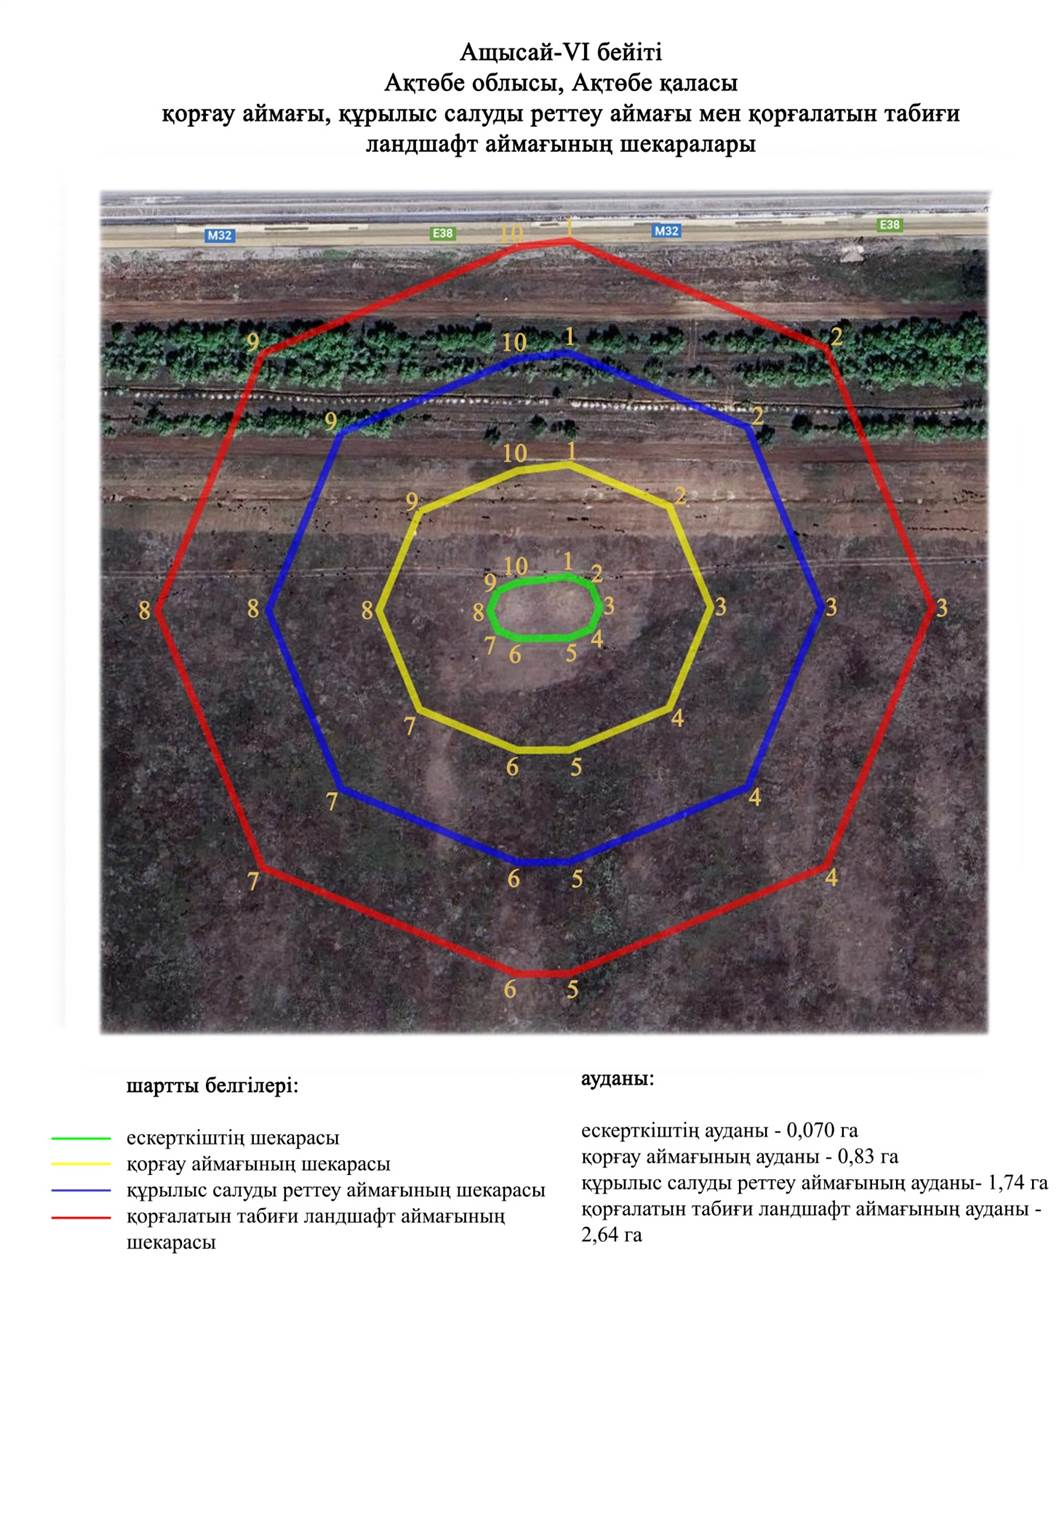 Ащысай-VI бейіті
Ақтөбе облысы, Ақтөбе қаласы
қорғау аймағы, құрылыс салуды реттеу аймағы мен қорғалатын табиғи
ландшафт аймағының шекаралары
M32 E38 M32 E38
10 1
9 2
10 1
9 2
10 1
9 2
10 1
9 2
8 8 8 8 3 3 3 3
7 4
6 5
7 4
6 5
7 4
6 5
7 4
6 5
шартты белгілері:
ескерткіштің шекарасы
қорғау аймағының шекарасы
құрылыс салуды реттеу аймағының шекарасы
қорғалатын табиғи ландшафт аймағының
шекарасы
ауданы:
ескерткіштің ауданы - 0,070 га
қорғау аймағының ауданы - 0,83 га
құрылыс салуды реттеу аймағының ауданы- 1,74 га
қорғалатын табиғи ландшафт аймағының ауданы -
2,64 га